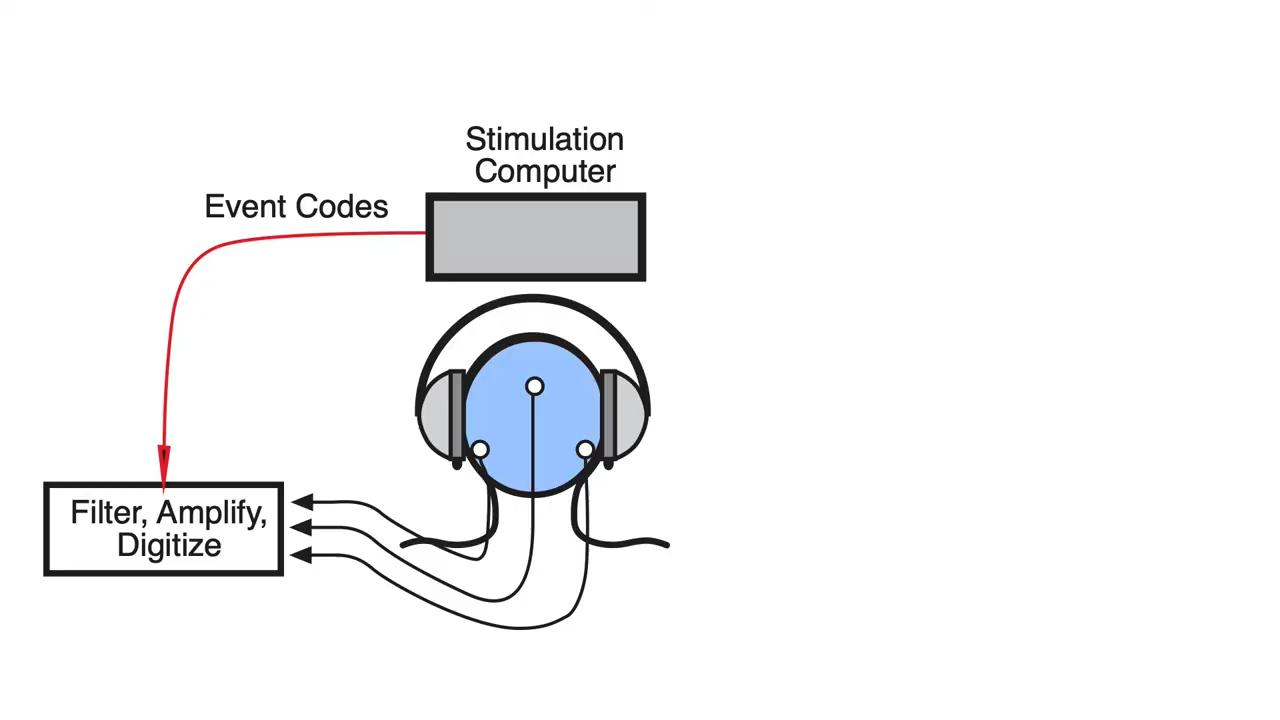 Stimulation
Computer
Event Codes
Filter, Amplify,
Digitize